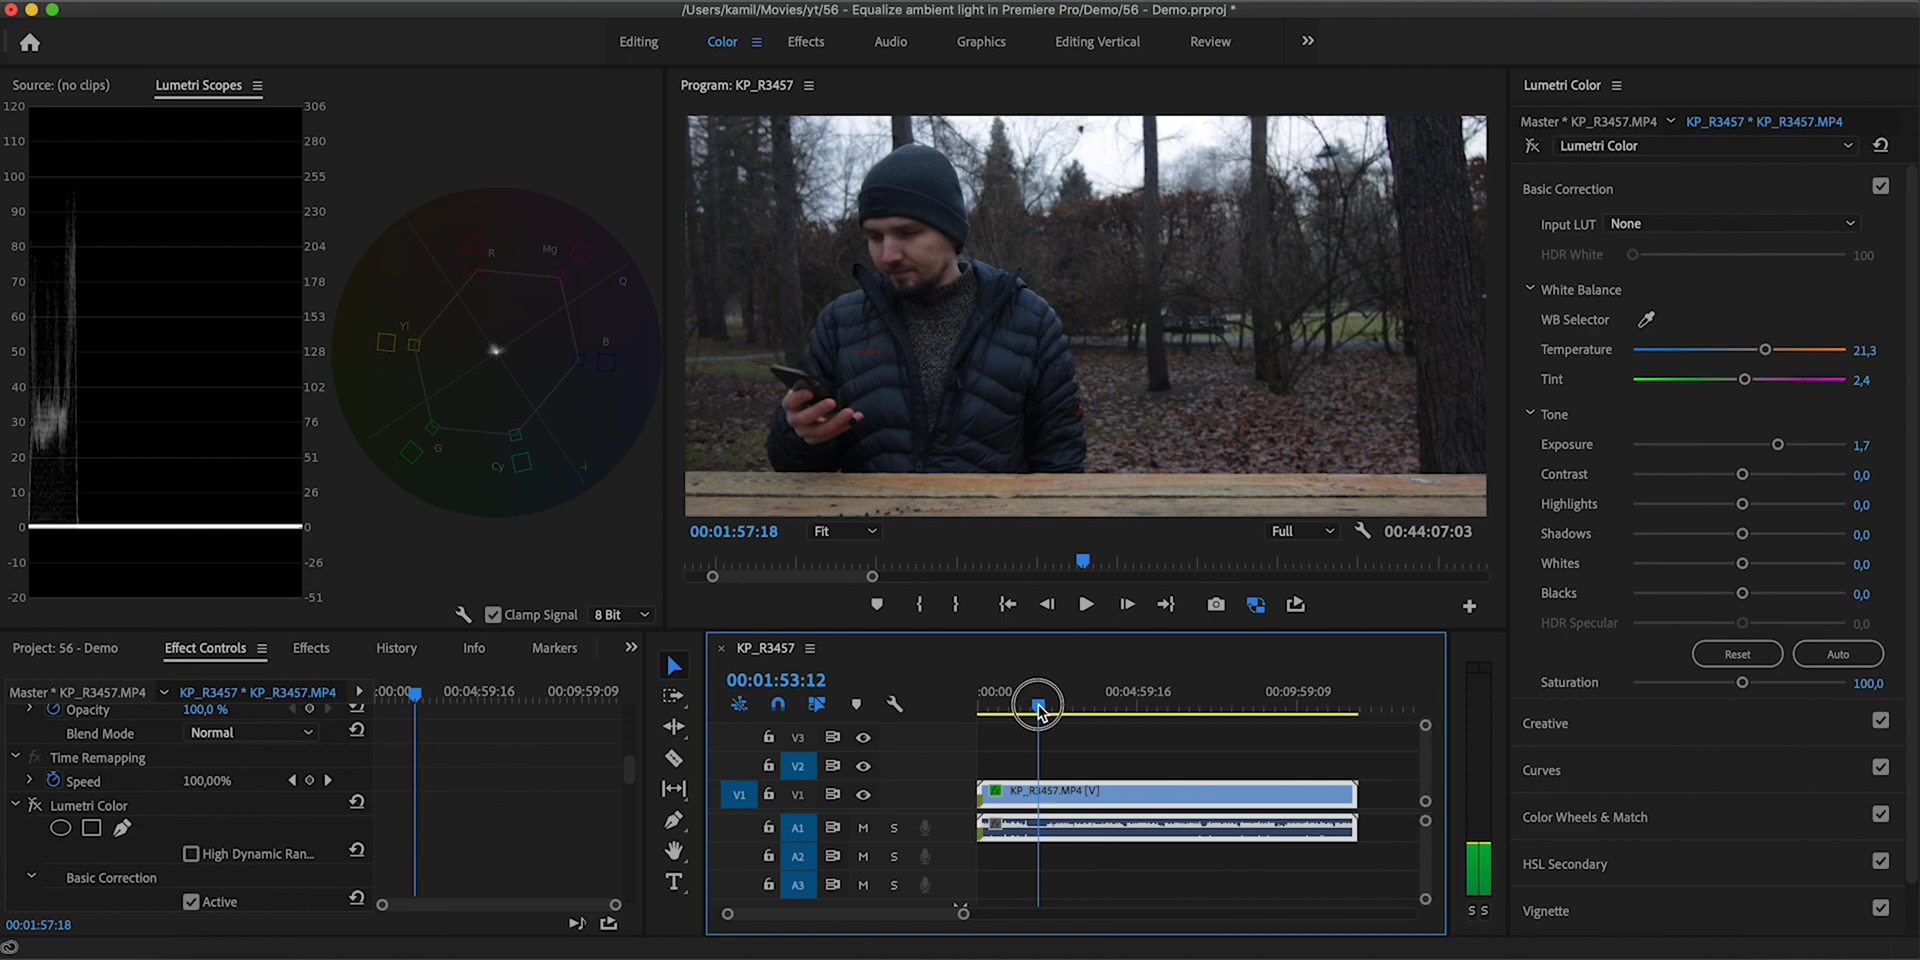 /Users/kamil/Movies/yt/56 - Equalize ambient light in Premiere Pro/Demo/56 - Demo.prproj *
Editing Color Effects Audio Graphics Editing Vertical Review
Source: (no clips) Lumetri Scopes
120 306
110 280
100 255
90 230
80 204
70 178
60 153
50 128
40 102
30 76
20 51
10 26
0 0
-10 -26
-20 -51
R Mg Q
Yl B
G Cy -i
Clamp Signal 8 Bit
Program: KP_R3457
00:01:57:18 Fit Full 00:44:07:03
Lumetri Color
Master * KP_R3457.MP4 KP_R3457 * KP_R3457.MP4
fx Lumetri Color
Basic Correction
Input LUT None
HDR White 100
White Balance
WB Selector
Temperature 21,3
Tint 2,4
Tone
Exposure 1,7
Contrast 0,0
Highlights 0,0
Shadows 0,0
Whites 0,0
Blacks 0,0
HDR Specular 0,0
Reset Auto
Saturation 100,0
Creative
Curves
Color Wheels & Match
HSL Secondary
Vignette
Project: 56 - Demo Effect Controls Effects History Info Markers
Master * KP_R3457.MP4 KP_R3457 * KP_R3457.MP4 :00:00 00:04:59:16 00:09:59:09
Opacity 100,0 %
Blend Mode Normal
fx Time Remapping
Speed 100,00%
fx Lumetri Color
High Dynamic Ran...
Basic Correction
Active
00:01:57:18
× KP_R3457
00:01:53:12 :00:00 00:04:59:16 00:09:59:09
V3
V2
V1 V1 fx KP_R3457.MP4 [V]
A1 M S
A2 M S
A3 M S
S S